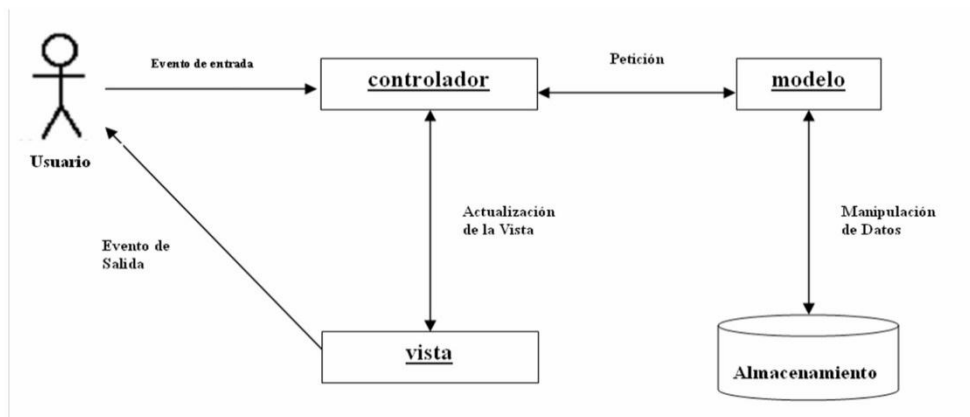 Evento de entrada
controlador
Petición
modelo
Usuario
Actualización
de la Vista
Manipulación
de Datos
Evento de
Salida
vista
Almacenamiento